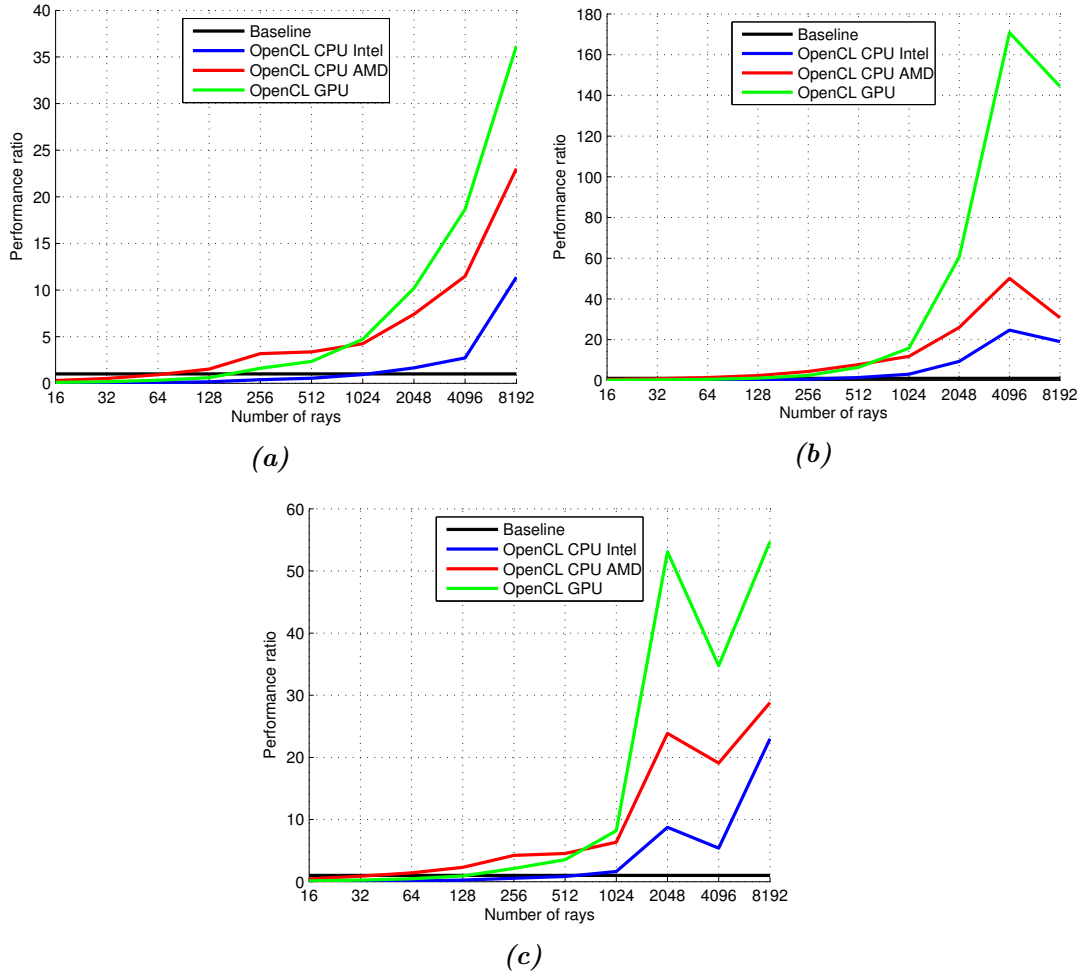 40
35
30
25
20
15
10
5
0
Performance ratio
Baseline
OpenCL CPU Intel
OpenCL CPU AMD
OpenCL GPU
16 32 64 128 256 512 1024 2048 4096 8192
Number of rays
(a)
180
160
140
120
100
80
60
40
20
0
Performance ratio
Baseline
OpenCL CPU Intel
OpenCL CPU AMD
OpenCL GPU
16 32 64 128 256 512 1024 2048 4096 8192
Number of rays
(b)
60
50
40
30
20
10
0
Performance ratio
Baseline
OpenCL CPU Intel
OpenCL CPU AMD
OpenCL GPU
16 32 64 128 256 512 1024 2048 4096 8192
Number of rays
(c)